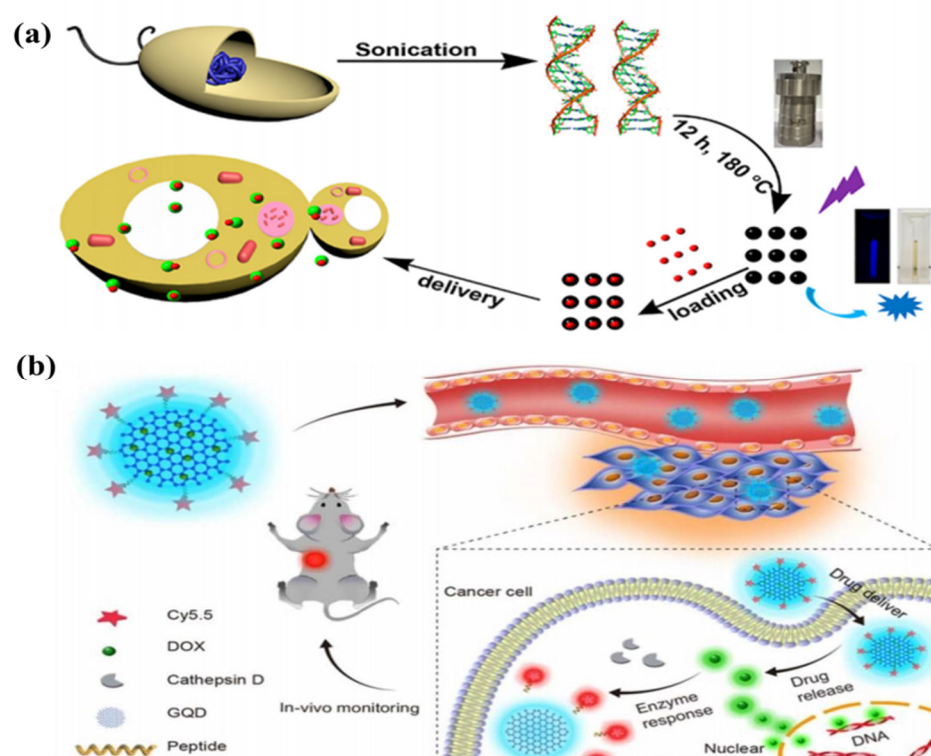 (a)
Sonication
12 h, 180 °C
loading
delivery
(b)
Cy5.5
DOX
Cathepsin D
GQD
Peptide
In-vivo monitoring
Cancer cell
Drug deliver
Drug
release
Enzyme
response
Nuclear
DNA